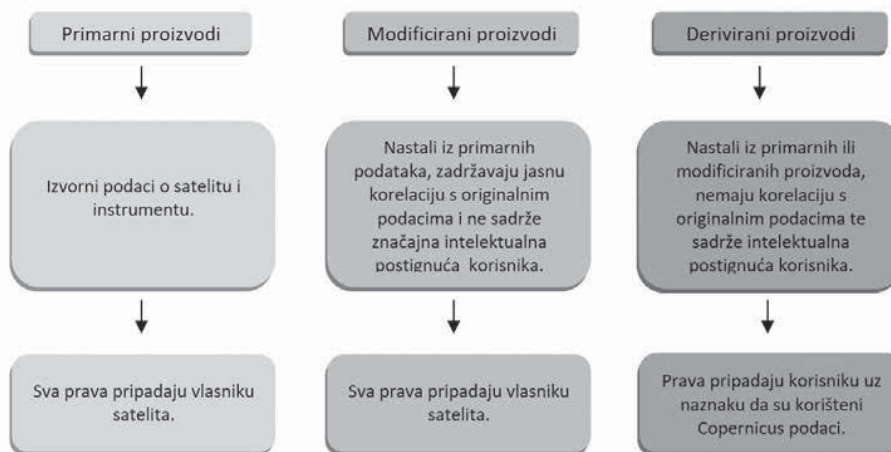 Primarni proizvodi
Modificirani proizvodi
Derivirani proizvodi
Izvorni podaci o satelitu i
instrumentu.
Nastali iz primarnih
podataka, zadržavaju jasnu
korelaciju s originalnim
podacima i ne sadrže
značajna intelektualna
postignuća korisnika.
Nastali iz primarnih ili
modificiranih proizvoda,
nemaju korelaciju s
originalnim podacima te
sadrže intelektualna
postignuća korisnika.
Sva prava pripadaju vlasniku
satelita.
Sva prava pripadaju vlasniku
satelita.
Prava pripadaju korisniku uz
naznaku da su korišteni
Copernicus podaci.